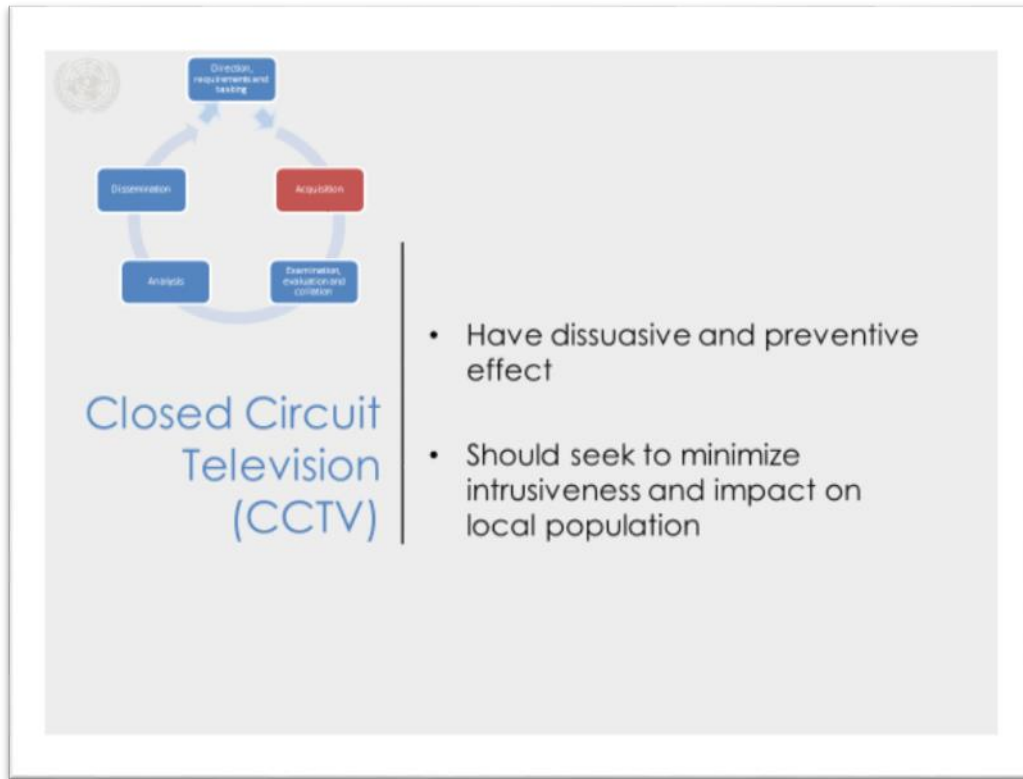 Direction,
requirements and
tasking
Dissemination
Acquisition
Analysis
Examination,
evaluation and
collation
Closed Circuit
Television
(CCTV)
• Have dissuasive and preventive
effect
• Should seek to minimize
intrusiveness and impact on
local population